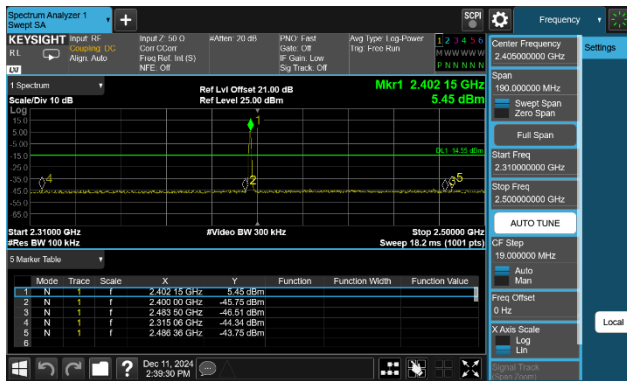 Spectrum Analyzer 1
Swept SA
+
SCPI
Frequency
KEYSIGHT Input: RF
RL Coupling: DC
Align: Auto
LXI
Input Z: 50 Ω
Corr CCorr
Freq Ref: Int (S)
NFE: Off
#Atten: 20 dB
PNO: Fast
Gate: Off
IF Gain: Low
Sig Track: Off
Avg Type: Log-Power
Trig: Free Run
1 2 3 4 5 6
M W W W W W
P N N N N N
1 Spectrum
Scale/Div 10 dB
Ref Lvl Offset 21.00 dB
Ref Level 25.00 dBm
Mkr1 2.402 15 GHz
5.45 dBm
Log
15.0
5.00
-5.00
-15.0
-25.0
-35.0
-45.0
-55.0
-65.0
1
DL1 -14.55 dBm
4
2
3
5
Start 2.31000 GHz
#Res BW 100 kHz
#Video BW 300 kHz
Stop 2.50000 GHz
Sweep 18.2 ms (1001 pts)
5 Marker Table
Mode Trace Scale X Y Function Function Width Function Value
1 N 1 f 2.402 15 GHz 5.45 dBm
2 N 1 f 2.400 00 GHz -45.75 dBm
3 N 1 f 2.483 50 GHz -46.51 dBm
4 N 1 f 2.315 06 GHz -44.34 dBm
5 N 1 f 2.486 36 GHz -43.75 dBm
6
?
Dec 11, 2024
2:39:30 PM
Center Frequency
2.405000000 GHz
Settings
Span
190.000000 MHz
Swept Span
Zero Span
Full Span
Start Freq
2.310000000 GHz
Stop Freq
2.500000000 GHz
AUTO TUNE
CF Step
19.000000 MHz
Auto
Man
Freq Offset
0 Hz
X Axis Scale
Log
Lin
Local
Signal Track
(Span Zoom)